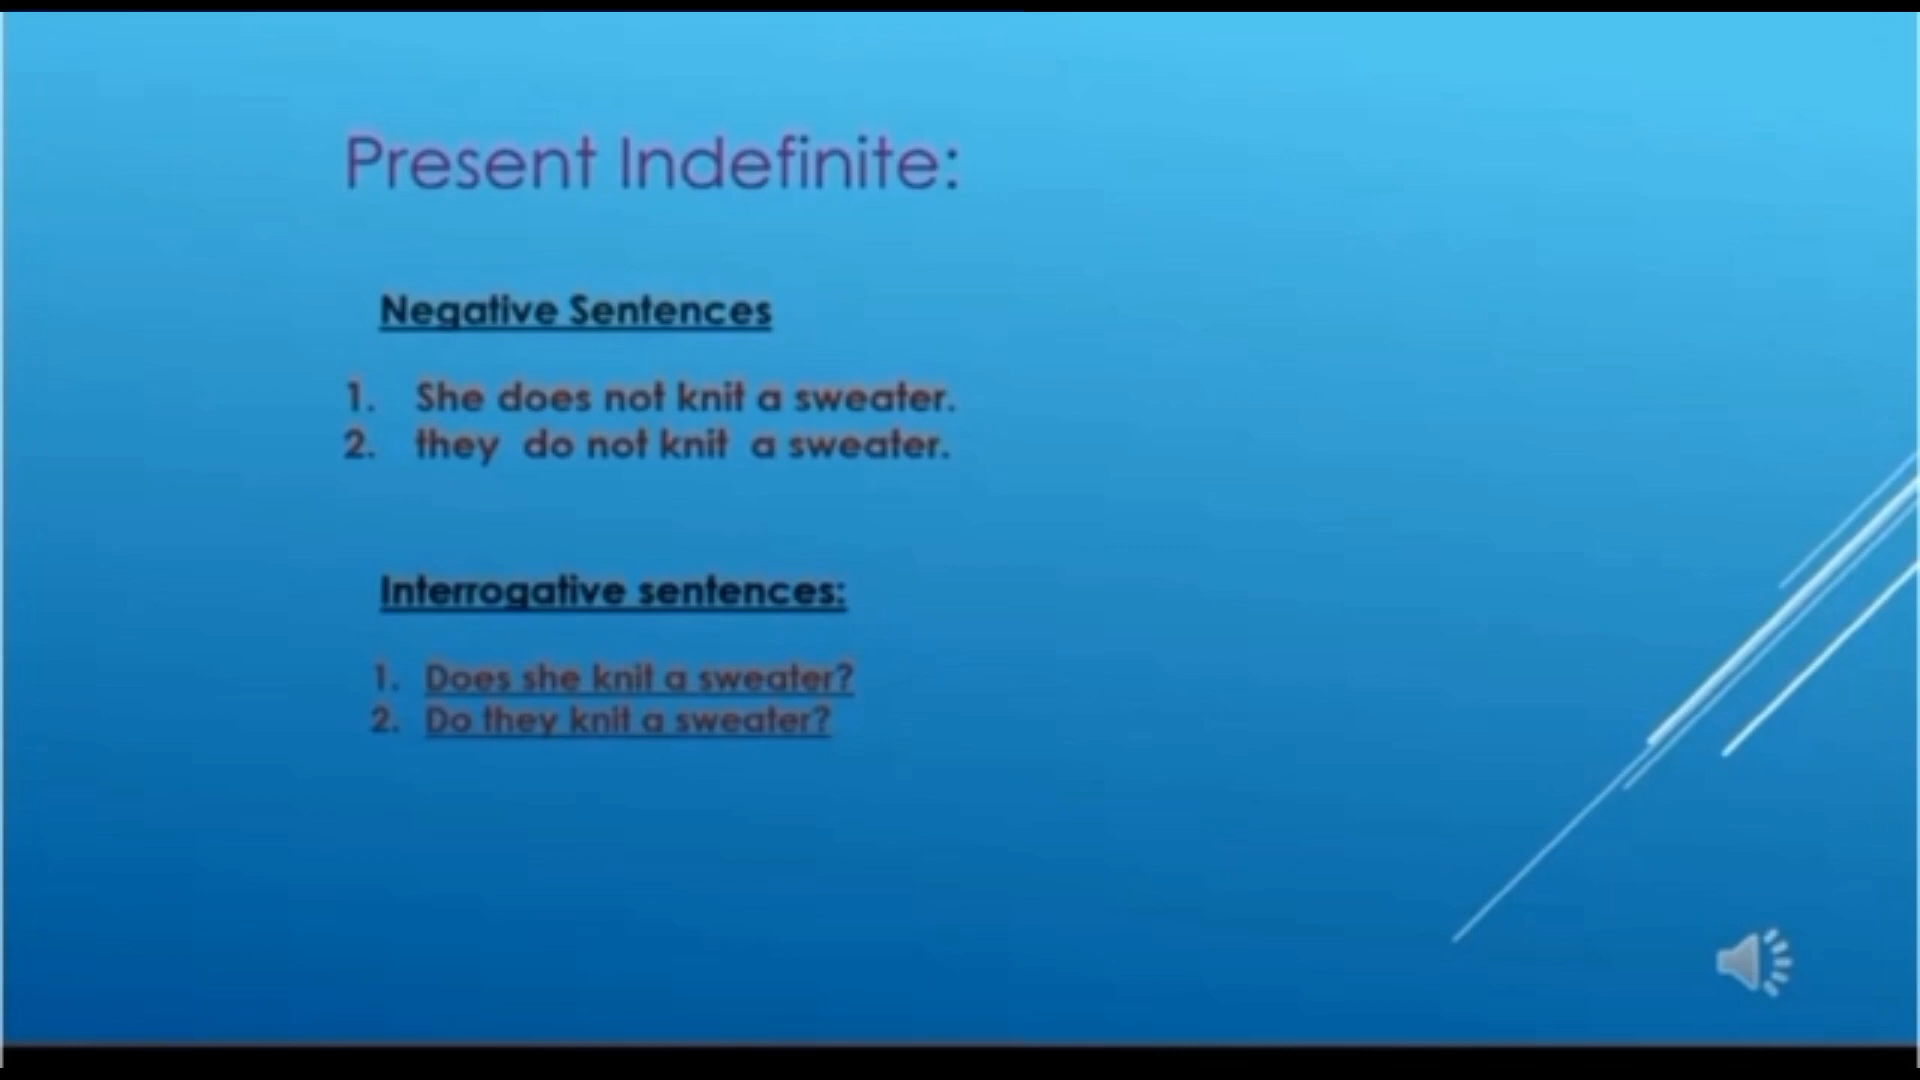 Present Indefinite:
Negative Sentences
1. She does not knit a sweater.
2. they do not knit a sweater.
Interrogative sentences:
1. Does she knit a sweater?
2. Do they knit a sweater?